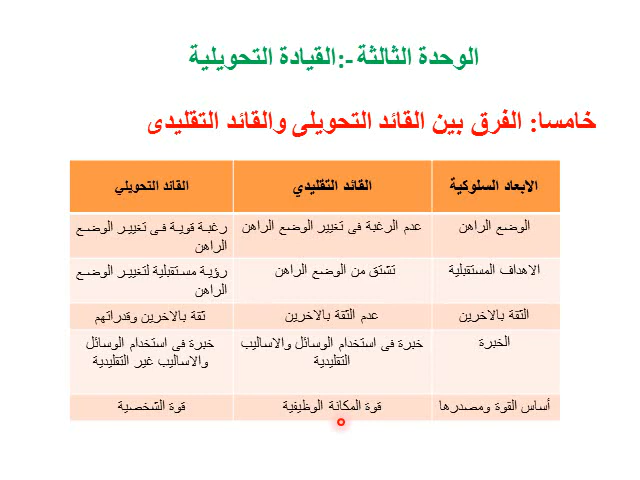 الوحدة الثالثة -:القيادة التحويلية
خامسا: الفرق بين القائد التحويلى والقائد التقليدى
الابعاد السلوكية القائد التقليدي القائد التحويلي
الوضع الراهن عدم الرغبة فى تغيير الوضع الراهن رغبة قوية فى تغيير الوضع
الراهن
الاهداف المستقبلية تشتق من الوضع الراهن رؤية مستقبلية لتغيير الوضع
الراهن
الثقة بالاخرين عدم الثقة بالاخرين ثقة بالاخرين وقدراتهم
الخبرة خبرة فى استخدام الوسائل والاساليب خبرة فى استخدام الوسائل
التقليدية والاساليب غير التقليدية
أساس القوة ومصدرها قوة المكانة الوظيفية قوة الشخصية